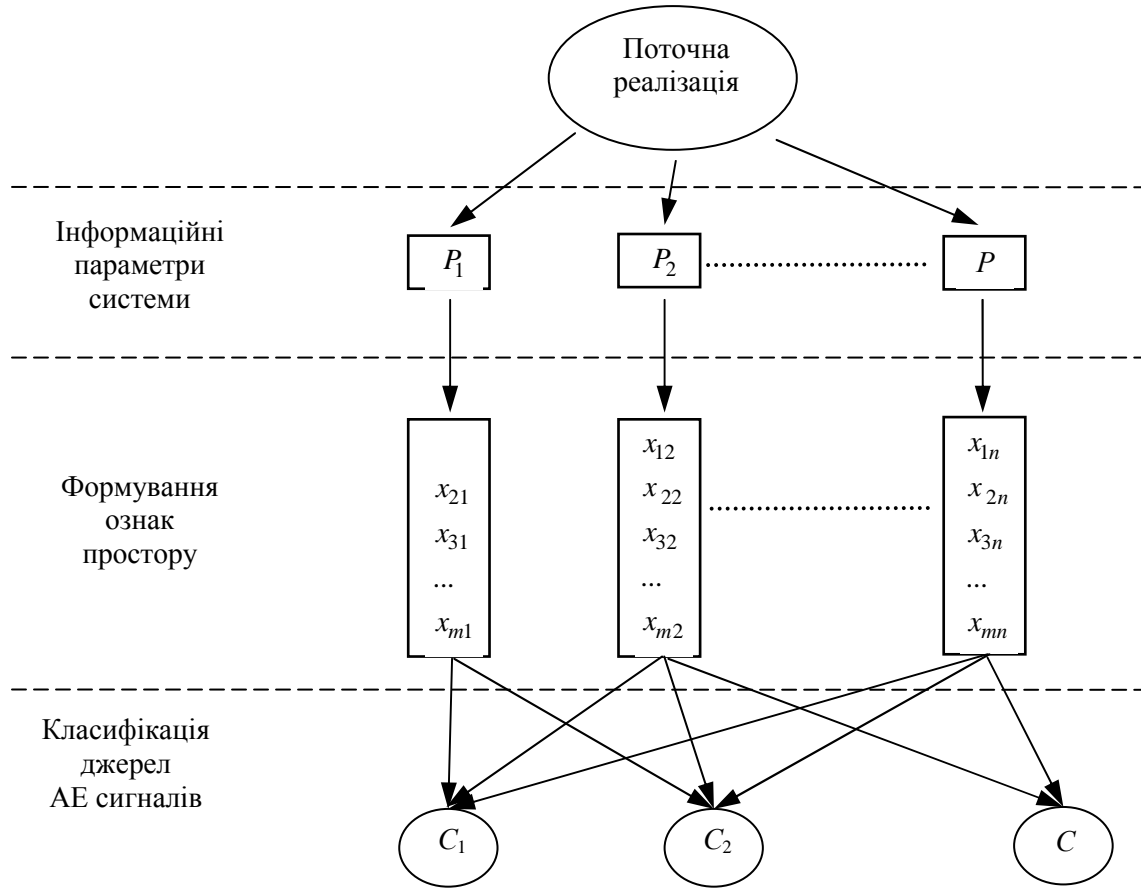 Поточна
реалізація
Інформаційні
параметри
системи
P₁
P₂
P
Формування
ознак
простору
x₂₁
x₃₁
...
xₘ₁
x₁₂
x₂₂
x₃₂
...
xₘ₂
x₁ₙ
x₂ₙ
x₃ₙ
...
xₘₙ
Класифікація
джерел
АЕ сигналів
C₁
C₂
C